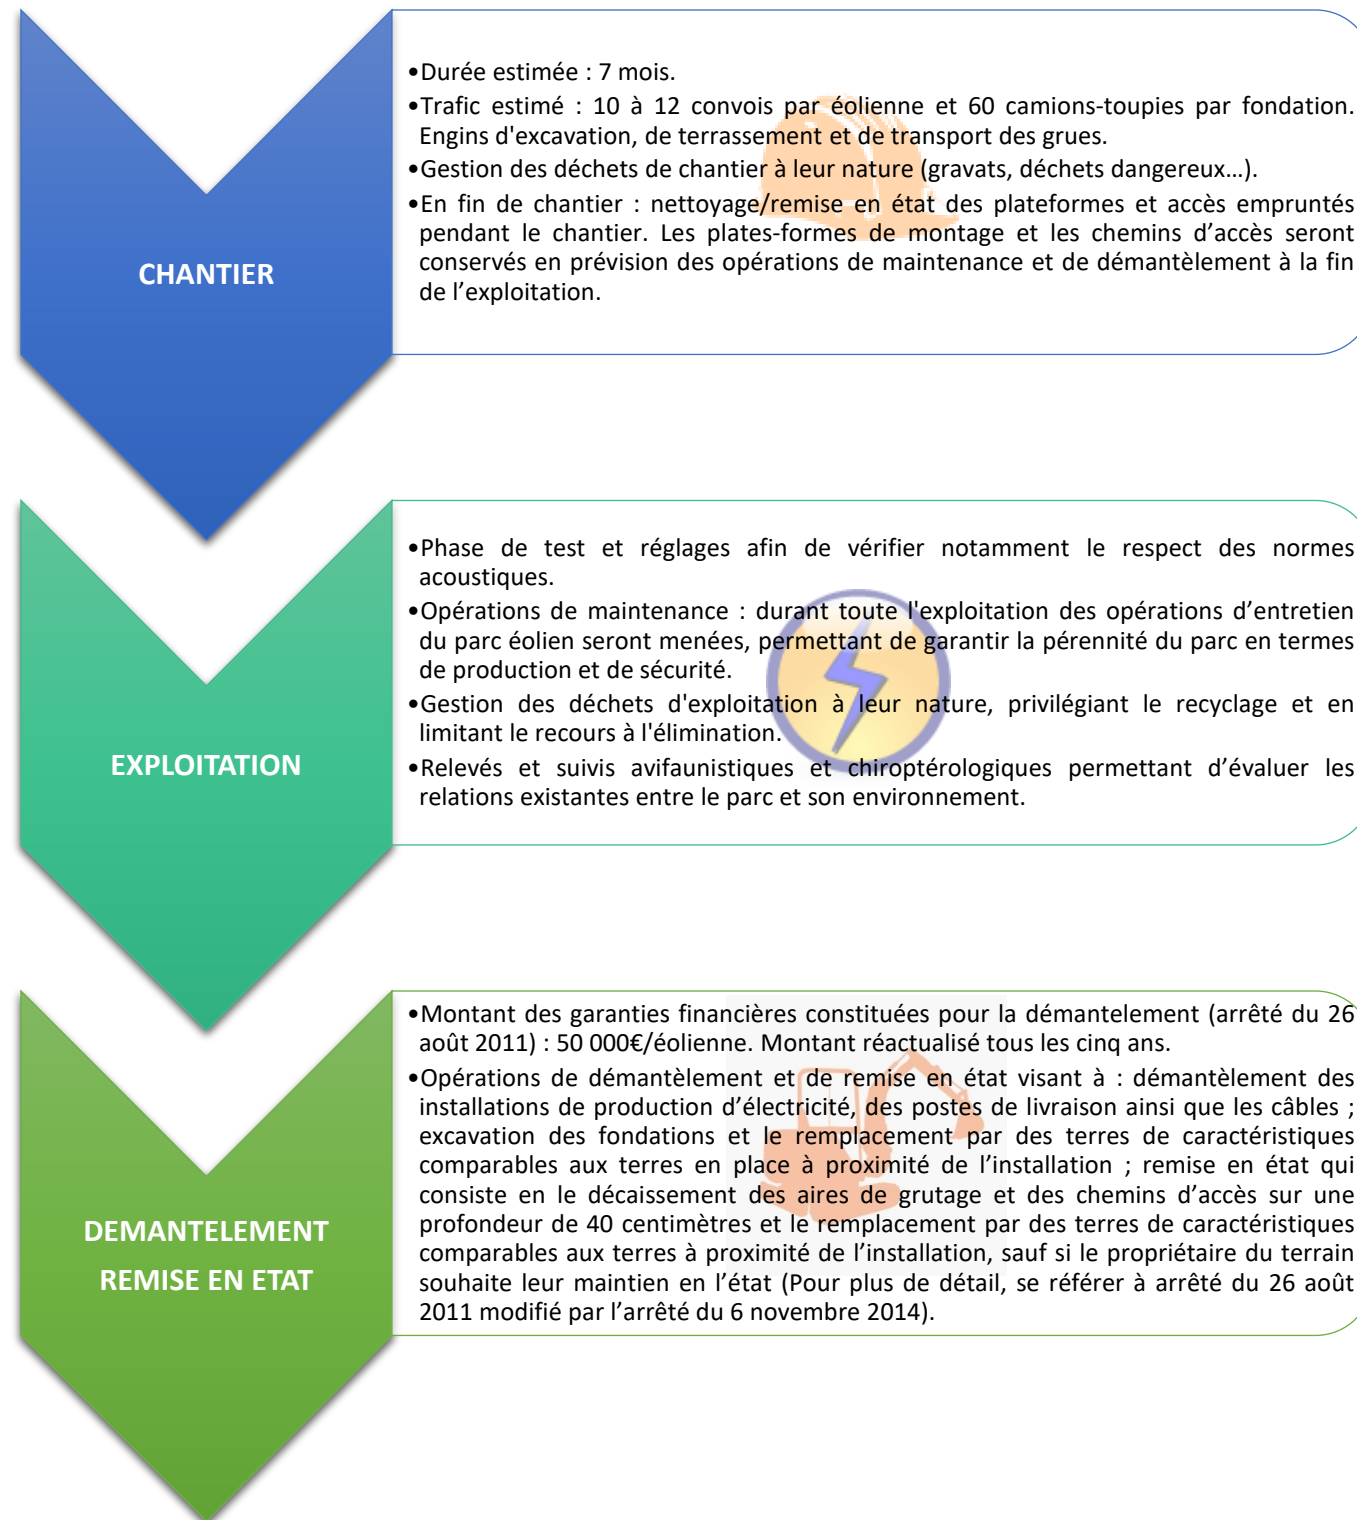 CHANTIER
•Durée estimée : 7 mois.
•Trafic estimé : 10 à 12 convois par éolienne et 60 camions-toupies par fondation.
Engins d'excavation, de terrassement et de transport des grues.
•Gestion des déchets de chantier à leur nature (gravats, déchets dangereux…).
•En fin de chantier : nettoyage/remise en état des plateformes et accès empruntés
pendant le chantier. Les plates-formes de montage et les chemins d’accès seront
conservés en prévision des opérations de maintenance et de démantèlement à la fin
de l’exploitation.
EXPLOITATION
•Phase de test et réglages afin de vérifier notamment le respect des normes
acoustiques.
•Opérations de maintenance : durant toute l'exploitation des opérations d’entretien
du parc éolien seront menées, permettant de garantir la pérennité du parc en termes
de production et de sécurité.
•Gestion des déchets d'exploitation à leur nature, privilégiant le recyclage et en
limitant le recours à l'élimination.
•Relevés et suivis avifaunistiques et chiroptérologiques permettant d’évaluer les
relations existantes entre le parc et son environnement.
DEMANTELEMENT
REMISE EN ETAT
•Montant des garanties financières constituées pour la démantelement (arrêté du 26
août 2011) : 50 000€/éolienne. Montant réactualisé tous les cinq ans.
•Opérations de démantèlement et de remise en état visant à : démantèlement des
installations de production d’électricité, des postes de livraison ainsi que les câbles ;
excavation des fondations et le remplacement par des terres de caractéristiques
comparables aux terres en place à proximité de l’installation ; remise en état qui
consiste en le décaissement des aires de grutage et des chemins d’accès sur une
profondeur de 40 centimètres et le remplacement par des terres de caractéristiques
comparables aux terres à proximité de l’installation, sauf si le propriétaire du terrain
souhaite leur maintien en l’état (Pour plus de détail, se référer à arrêté du 26 août
2011 modifié par l’arrêté du 6 novembre 2014).